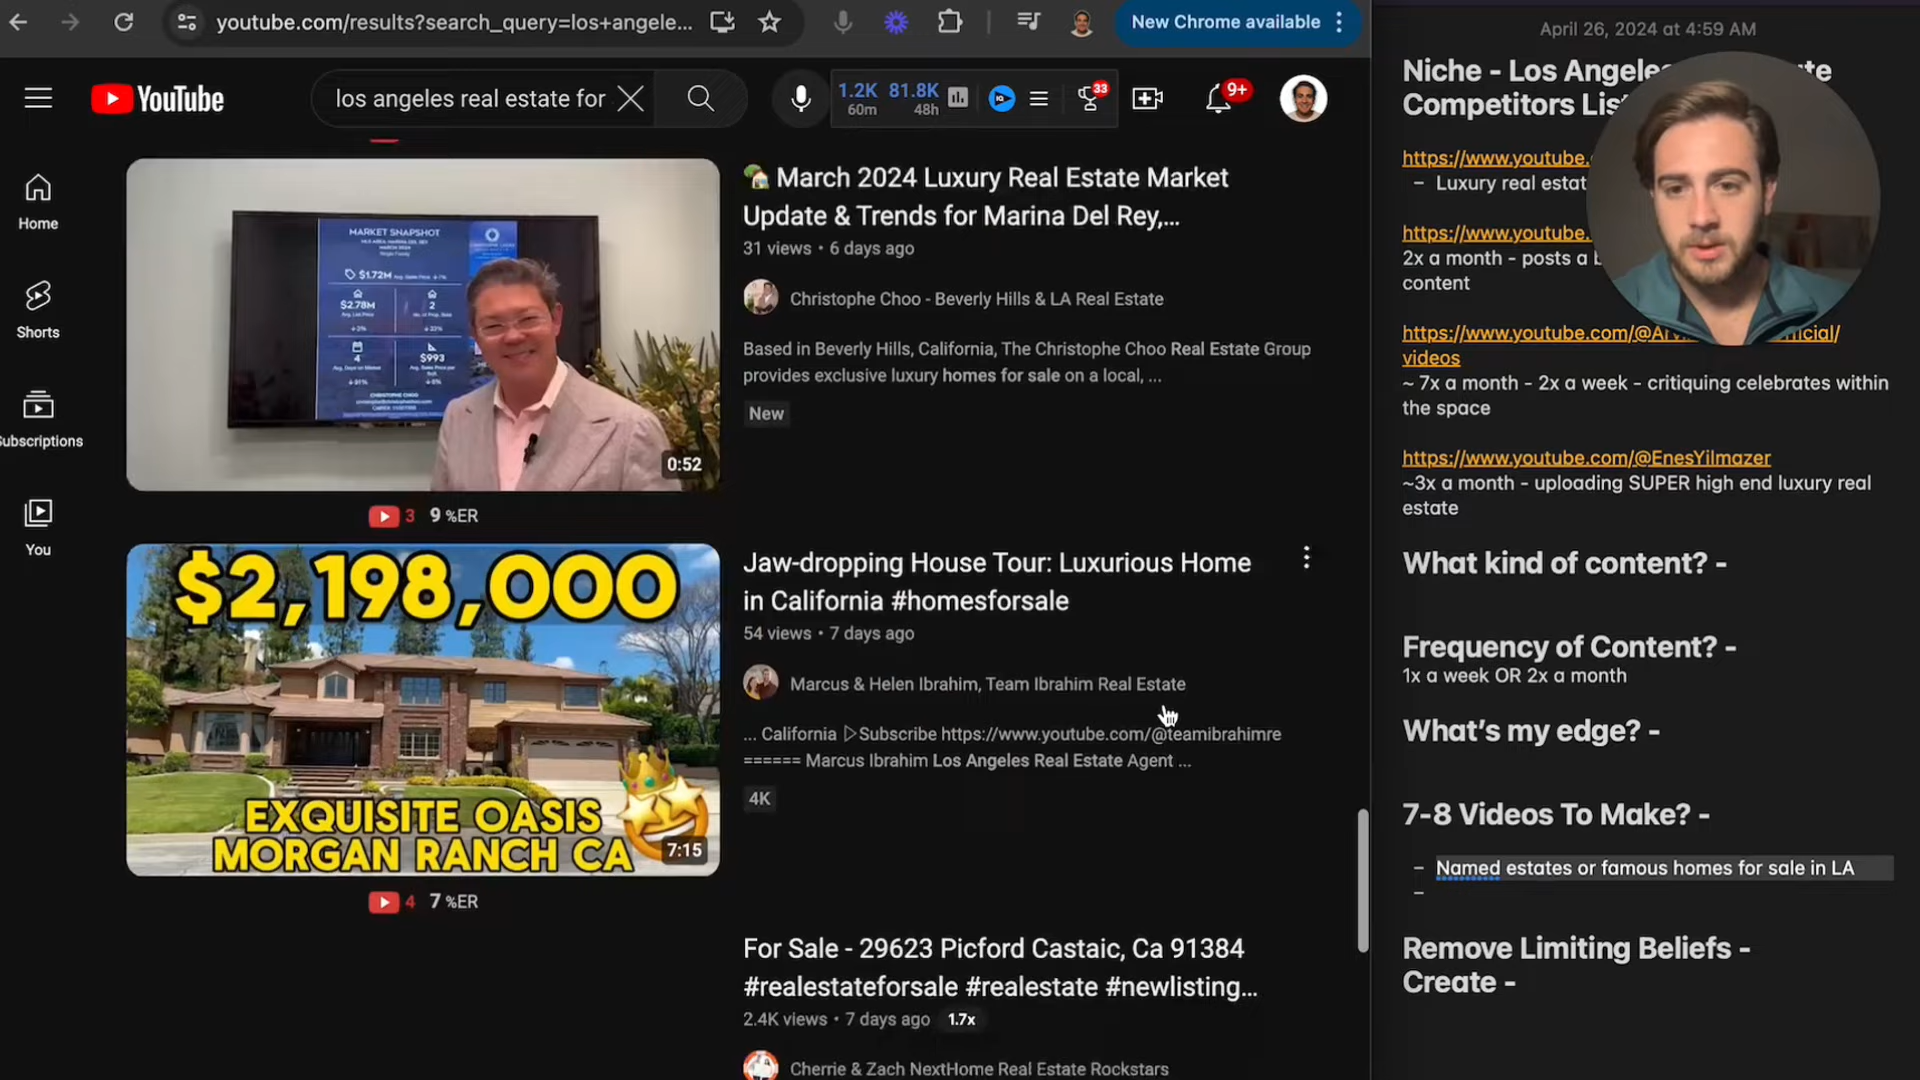 youtube.com/results?search_query=los+angele...
New Chrome available
YouTube
los angeles real estate for
1.2K 81.8K
60m 48h
33
9+
Home
Shorts
Subscriptions
You
MARKET SNAPSHOT
$1.72M
$2.78M
2
4
$993
0:52
3 9 %ER
March 2024 Luxury Real Estate Market
Update & Trends for Marina Del Rey,...
31 views • 6 days ago
Christophe Choo - Beverly Hills & LA Real Estate
Based in Beverly Hills, California, The Christophe Choo Real Estate Group
provides exclusive luxury homes for sale on a local, ...
New
$2,198,000
EXQUISITE OASIS
MORGAN RANCH CA
7:15
4 7 %ER
Jaw-dropping House Tour: Luxurious Home
in California #homesforsale
54 views • 7 days ago
Marcus & Helen Ibrahim, Team Ibrahim Real Estate
... California ▷Subscribe https://www.youtube.com/@teamibrahimre
====== Marcus Ibrahim Los Angeles Real Estate Agent ...
4K
For Sale - 29623 Picford Castaic, Ca 91384
#realestateforsale #realestate #newlisting...
2.4K views • 7 days ago 1.7x
Cherrie & Zach NextHome Real Estate Rockstars
April 26, 2024 at 4:59 AM
Niche - Los Angele
Competitors Lis
https://www.youtube.
– Luxury real estat
https://www.youtube.
2x a month - posts a
content
https://www.youtube.com/@Ar
videos
~ 7x a month - 2x a week - critiquing celebrates within
the space
https://www.youtube.com/@EnesYilmazer
~3x a month - uploading SUPER high end luxury real
estate
What kind of content? -
Frequency of Content? -
1x a week OR 2x a month
What's my edge? -
7-8 Videos To Make? -
– Named estates or famous homes for sale in LA
–
Remove Limiting Beliefs -
Create -